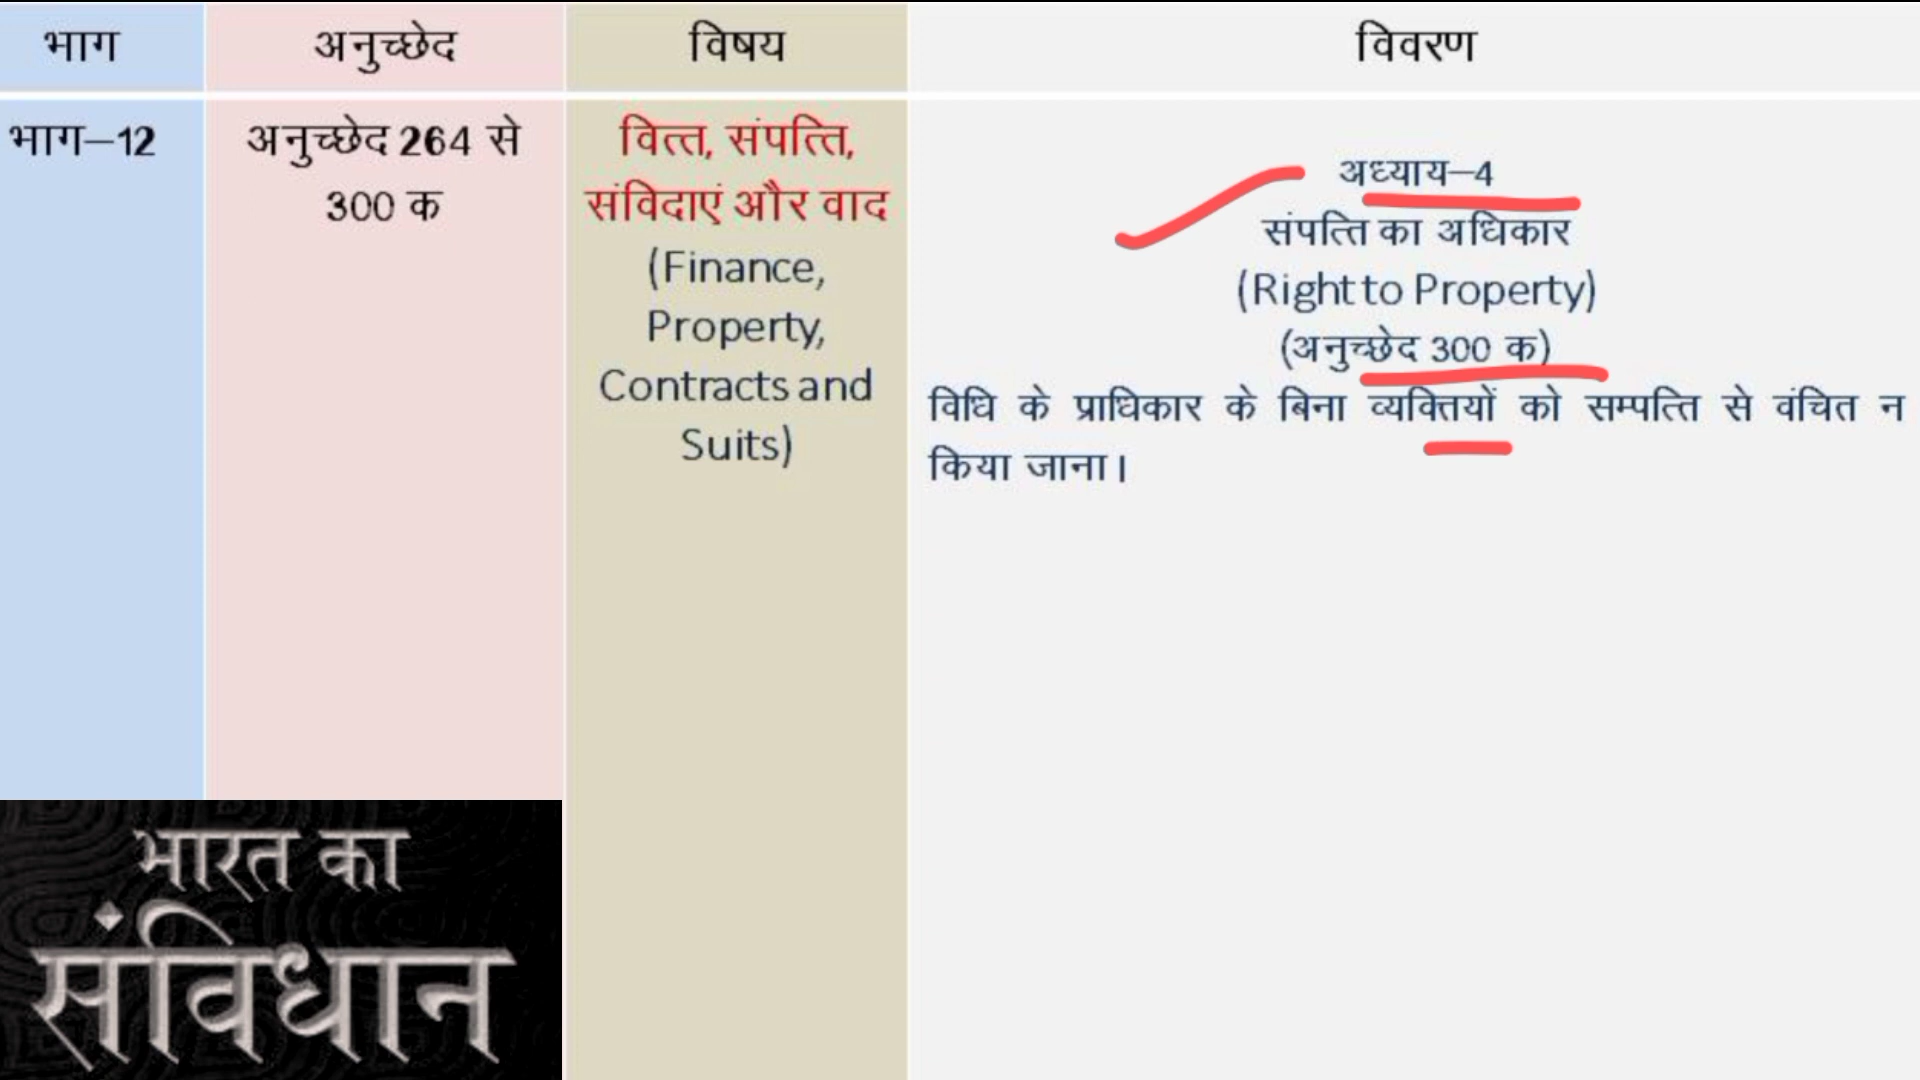 भाग
अनुच्छेद
विषय
विवरण
भाग–12
अनुच्छेद 264 से
300 क
वित्त, संपत्ति,
संविदाएं और वाद
(Finance,
Property,
Contracts and
Suits)
अध्याय–4
संपत्ति का अधिकार
(Right to Property)
(अनुच्छेद 300 क)
विधि के प्राधिकार के बिना व्यक्तियों को सम्पत्ति से वंचित न
किया जाना।
भारत का
संविधान